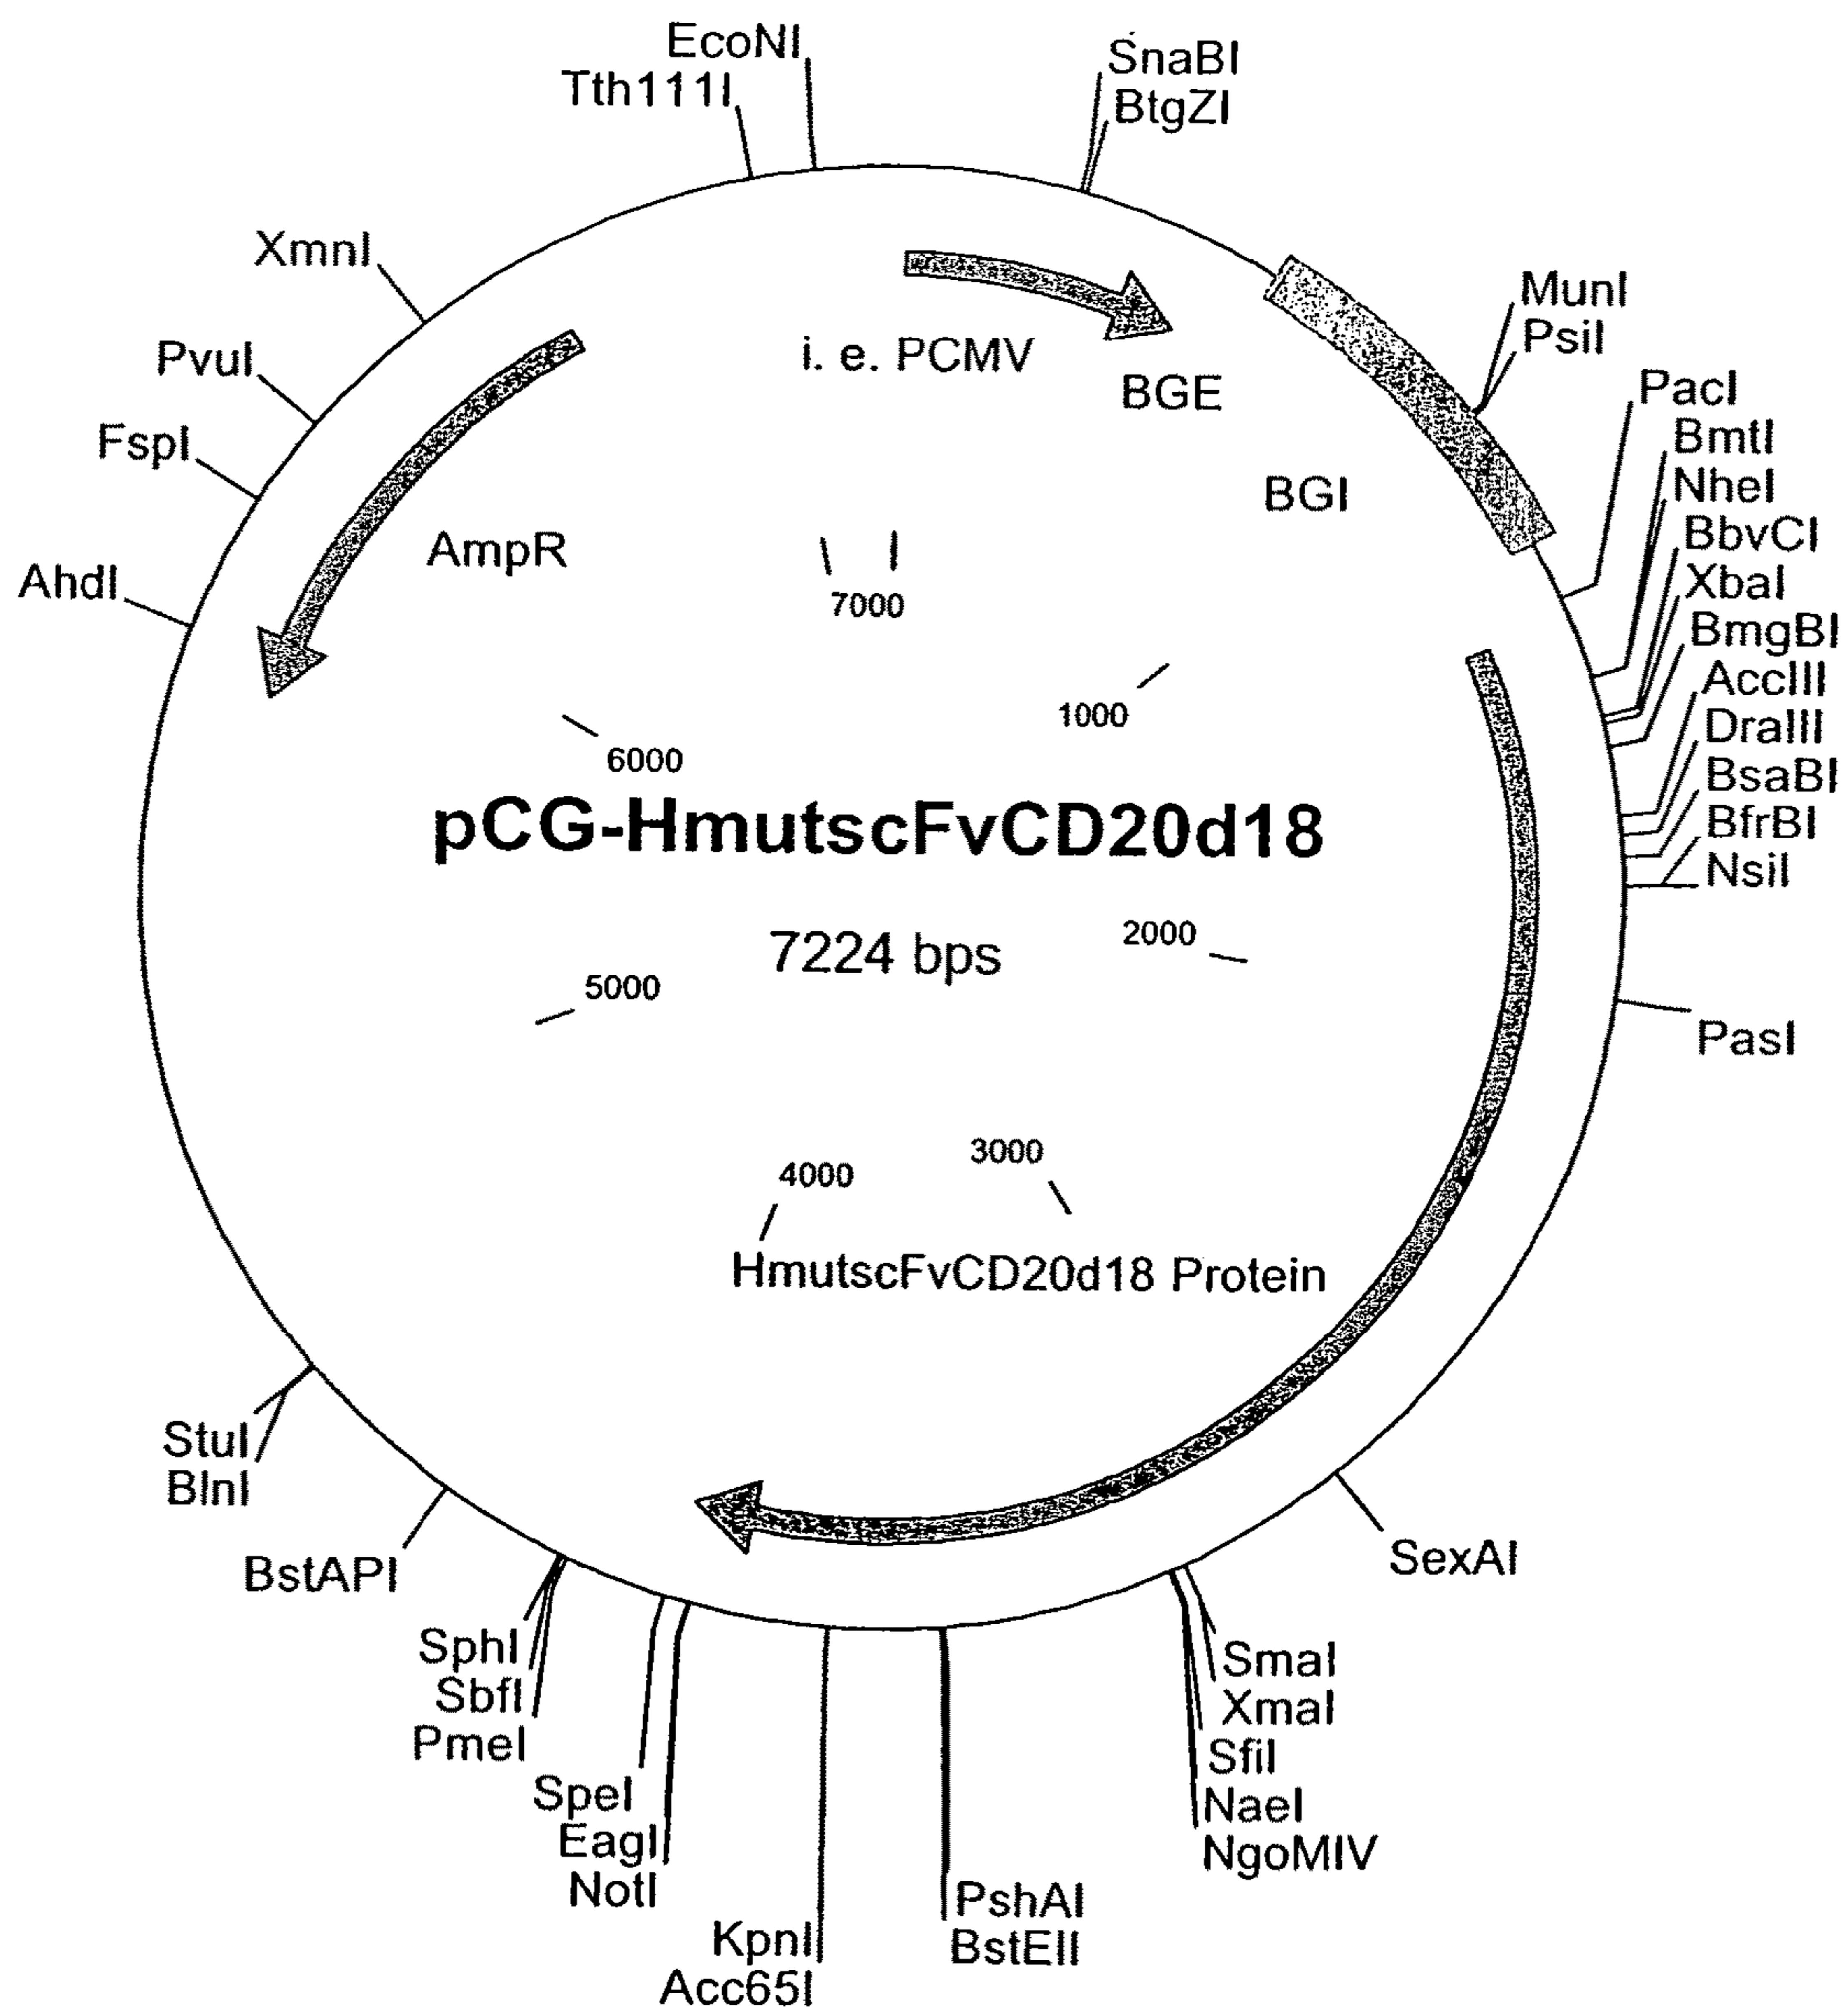 EcoNI
Tth111I
SnaBI
BtgZI
XmnI
PvuI
FspI
AhdI
MunI
PsiI
PacI
BmtI
NheI
BbvCI
XbaI
BmgBI
AccIII
DraIII
BsaBI
BfrBI
NsiI
PasI
i. e. PCMV
BGE
BGI
AmpR
7000
1000
6000
pCG-HmutscFvCD20d18
7224 bps
2000
5000
3000
4000
HmutscFvCD20d18 Protein
StuI
BlnI
BstAPI
SphI
SbfI
PmeI
SpeI
EagI
NotI
KpnI
Acc65I
PshAI
BstEII
SexAI
SmaI
XmaI
SfiI
NaeI
NgoMIV